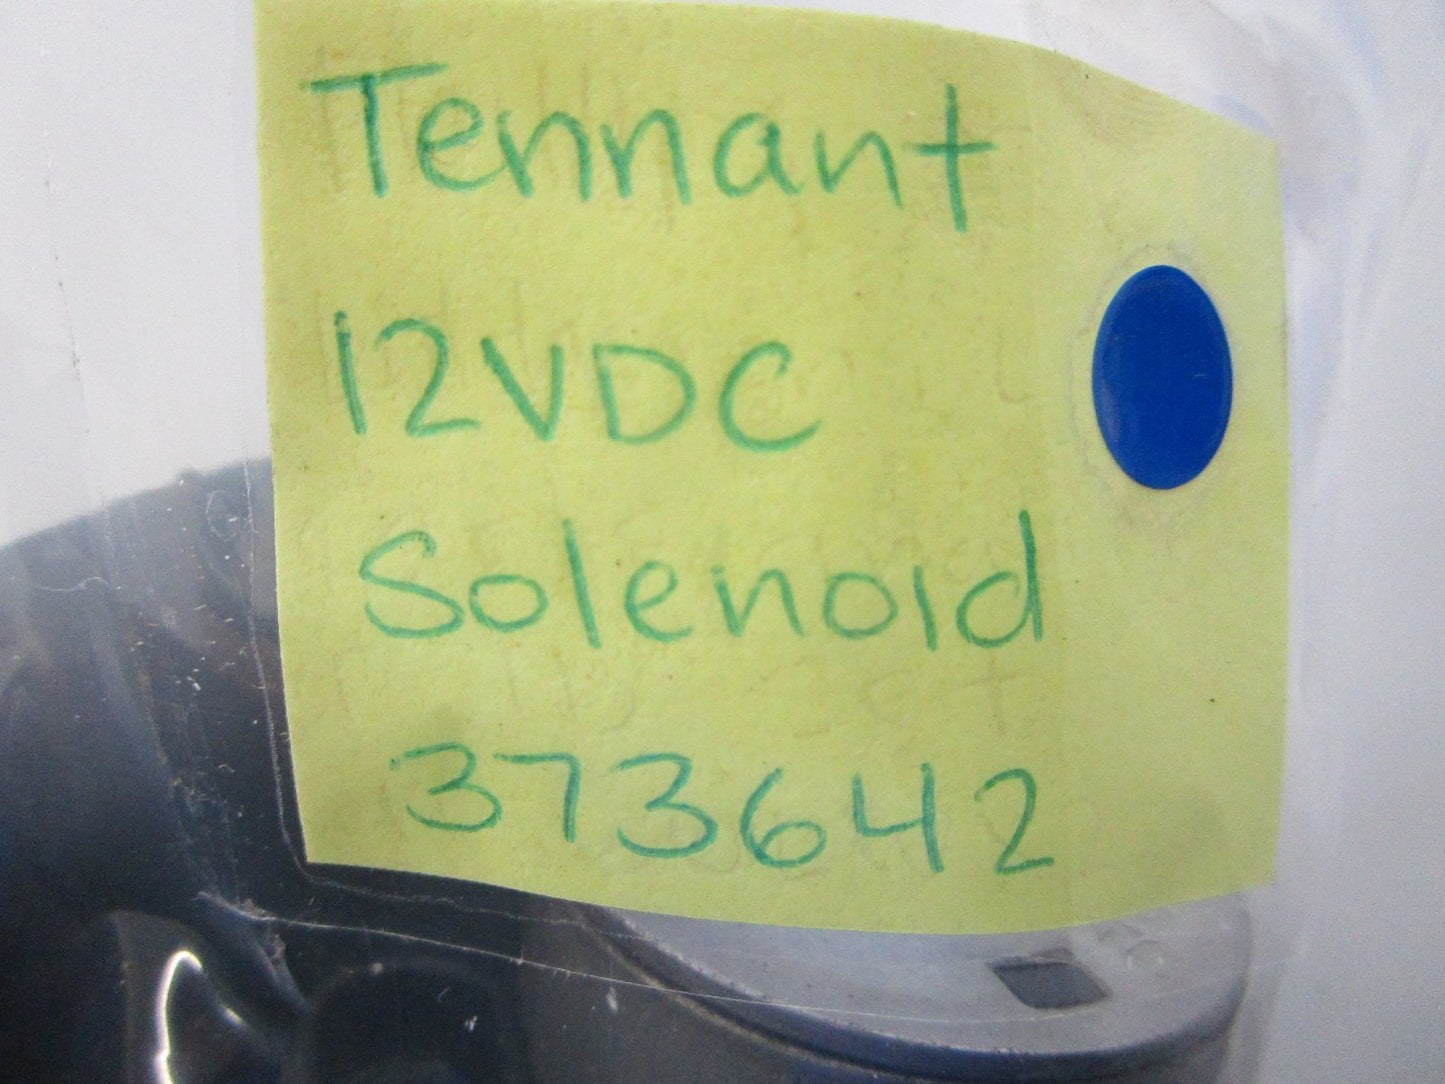 Tennant
12VDC
Solenoid
373642